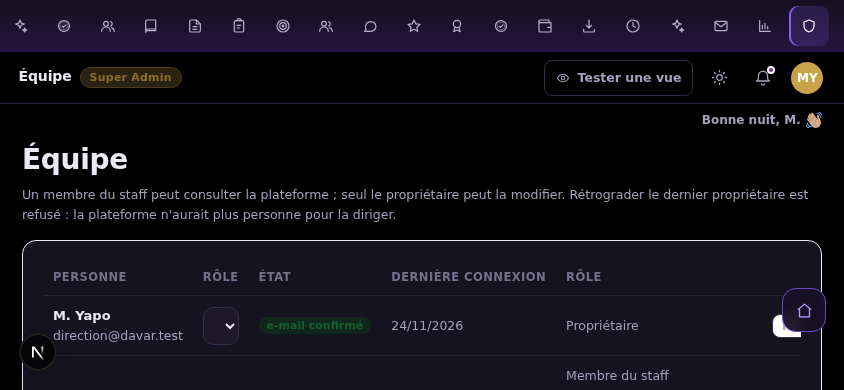 Équipe
Super Admin
Tester une vue
MY
Bonne nuit, M.
Équipe
Un membre du staff peut consulter la plateforme ; seul le propriétaire peut la modifier. Rétrograder le dernier propriétaire est
refusé : la plateforme n'aurait plus personne pour la diriger.
PERSONNE RÔLE ÉTAT DERNIÈRE CONNEXION RÔLE
M. Yapo
direction@davar.test
e-mail confirmé
24/11/2026
Propriétaire
N
Membre du staff